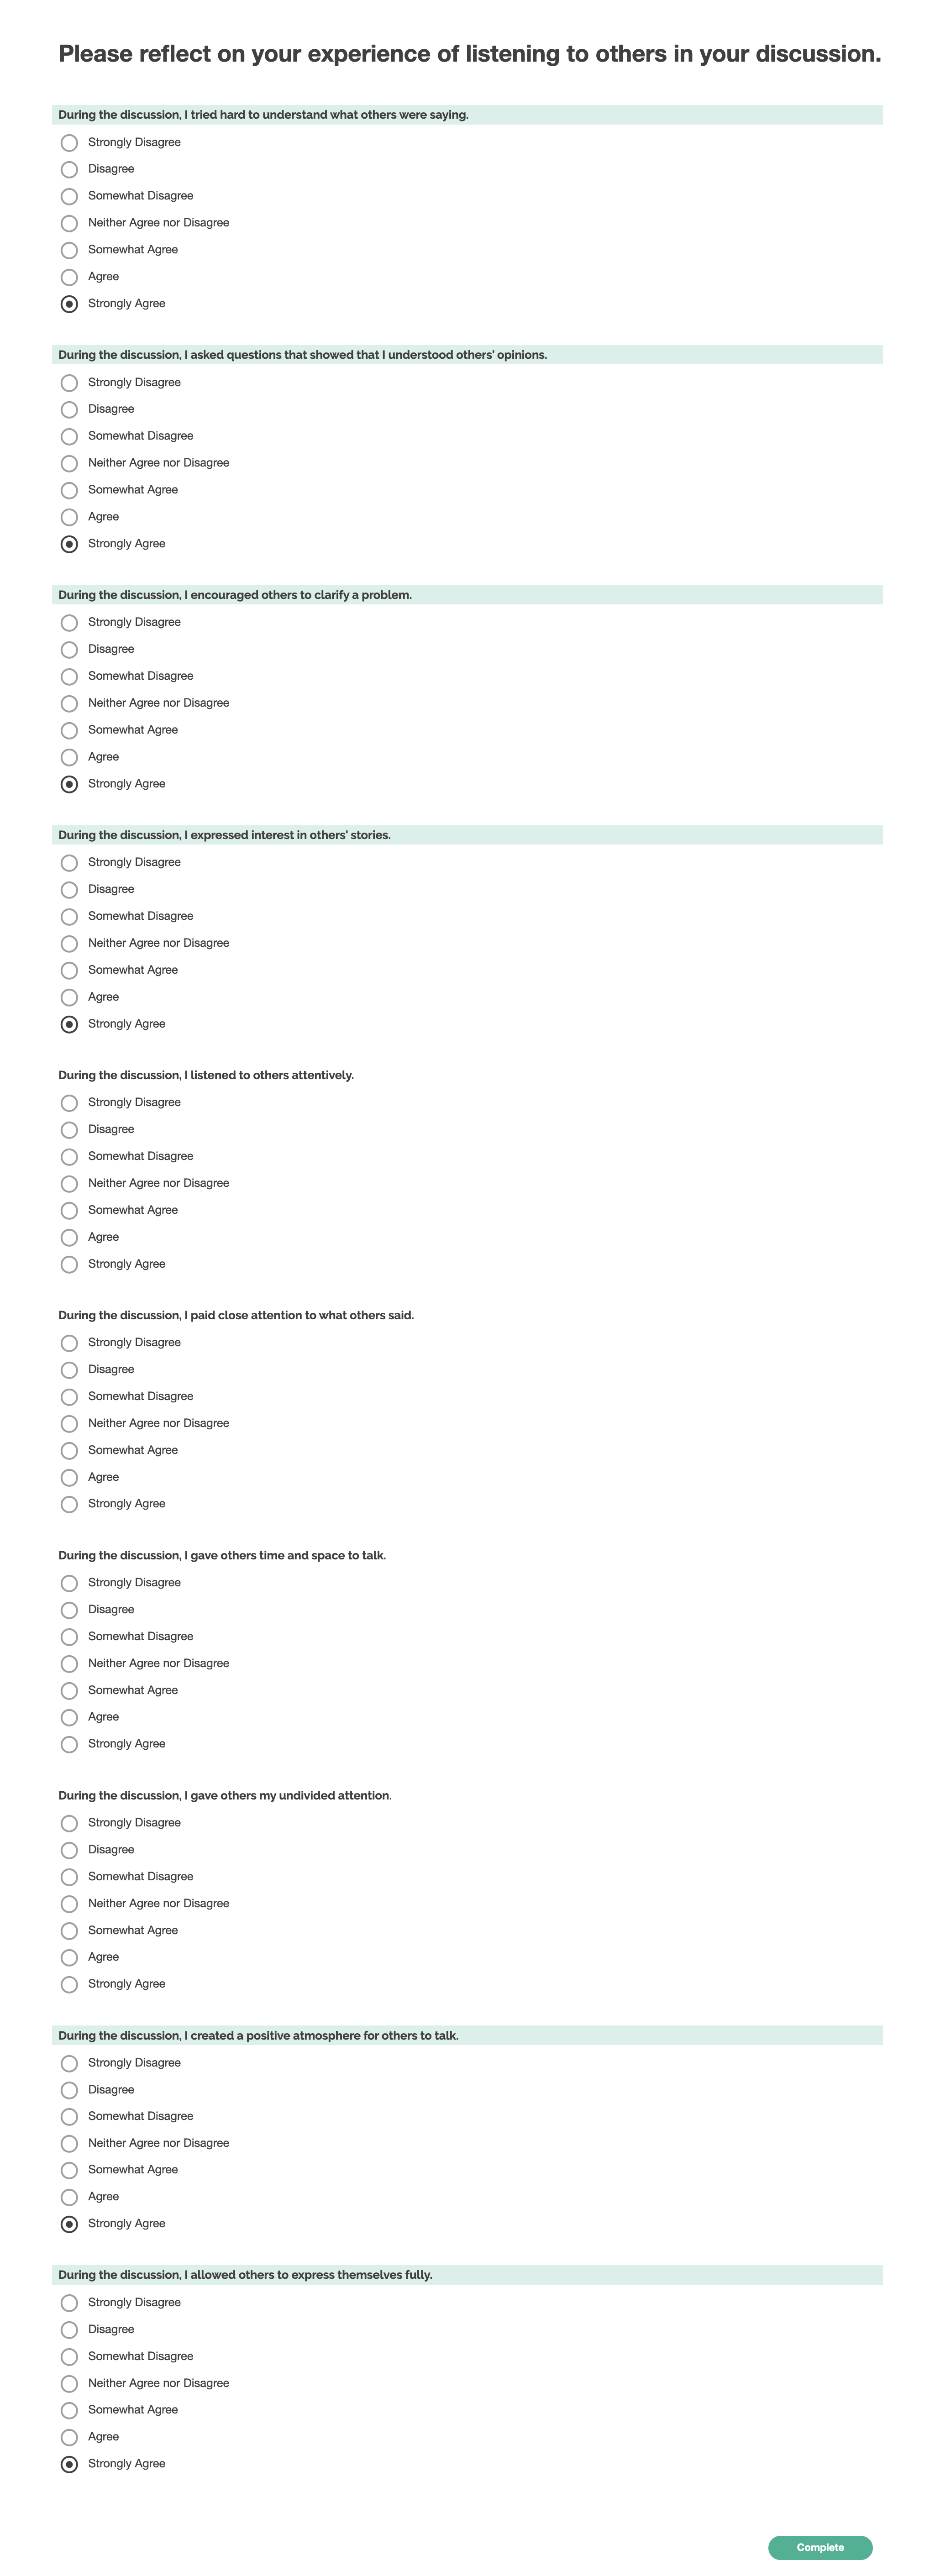 Please reflect on your experience of listening to others in your discussion.
During the discussion, I tried hard to understand what others were saying.
Strongly Disagree
Disagree
Somewhat Disagree
Neither Agree nor Disagree
Somewhat Agree
Agree
Strongly Agree
During the discussion, I asked questions that showed that I understood others' opinions.
Strongly Disagree
Disagree
Somewhat Disagree
Neither Agree nor Disagree
Somewhat Agree
Agree
Strongly Agree
During the discussion, I encouraged others to clarify a problem.
Strongly Disagree
Disagree
Somewhat Disagree
Neither Agree nor Disagree
Somewhat Agree
Agree
Strongly Agree
During the discussion, I expressed interest in others' stories.
Strongly Disagree
Disagree
Somewhat Disagree
Neither Agree nor Disagree
Somewhat Agree
Agree
Strongly Agree
During the discussion, I listened to others attentively.
Strongly Disagree
Disagree
Somewhat Disagree
Neither Agree nor Disagree
Somewhat Agree
Agree
Strongly Agree
During the discussion, I paid close attention to what others said.
Strongly Disagree
Disagree
Somewhat Disagree
Neither Agree nor Disagree
Somewhat Agree
Agree
Strongly Agree
During the discussion, I gave others time and space to talk.
Strongly Disagree
Disagree
Somewhat Disagree
Neither Agree nor Disagree
Somewhat Agree
Agree
Strongly Agree
During the discussion, I gave others my undivided attention.
Strongly Disagree
Disagree
Somewhat Disagree
Neither Agree nor Disagree
Somewhat Agree
Agree
Strongly Agree
During the discussion, I created a positive atmosphere for others to talk.
Strongly Disagree
Disagree
Somewhat Disagree
Neither Agree nor Disagree
Somewhat Agree
Agree
Strongly Agree
During the discussion, I allowed others to express themselves fully.
Strongly Disagree
Disagree
Somewhat Disagree
Neither Agree nor Disagree
Somewhat Agree
Agree
Strongly Agree
Complete